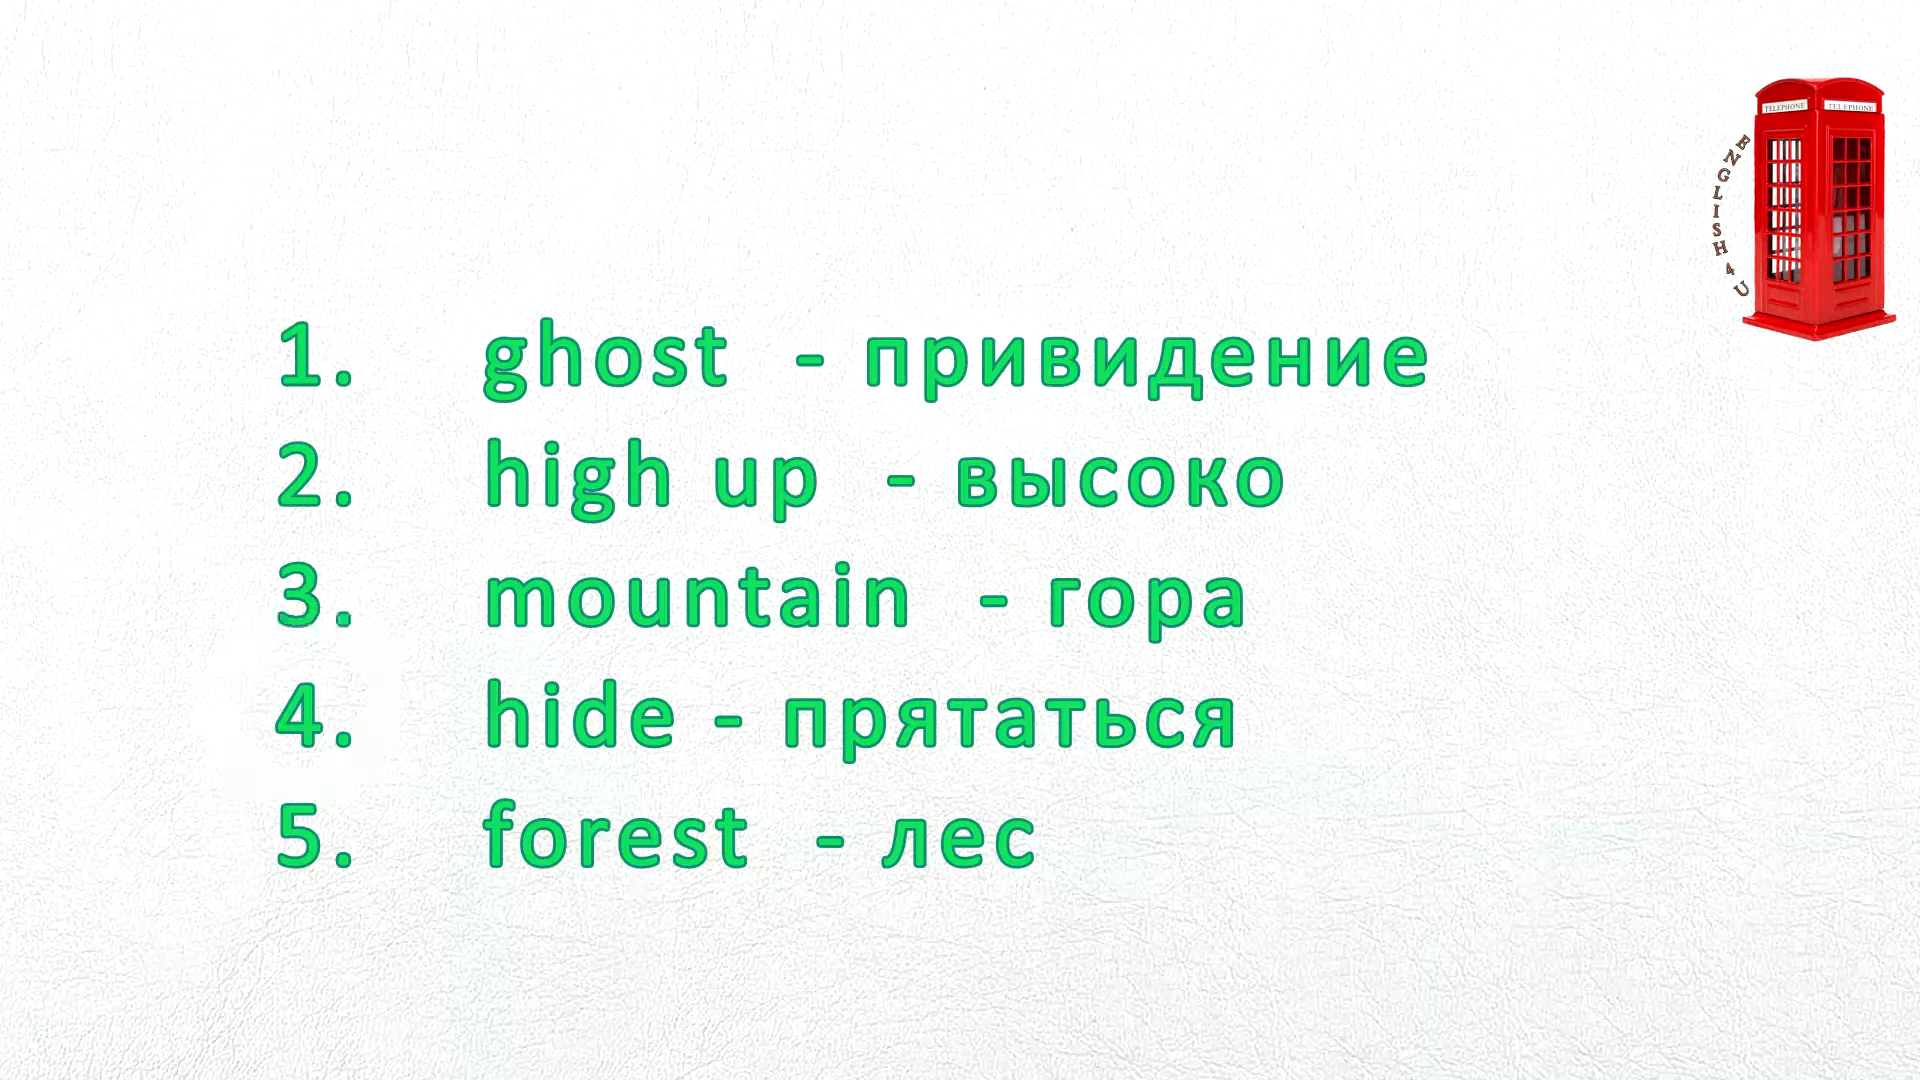 TELEPHONE TELEPHONE
ENGLISH 4 U
1. ghost - привидение
2. high up - высоко
3. mountain - гора
4. hide - прятаться
5. forest - лес